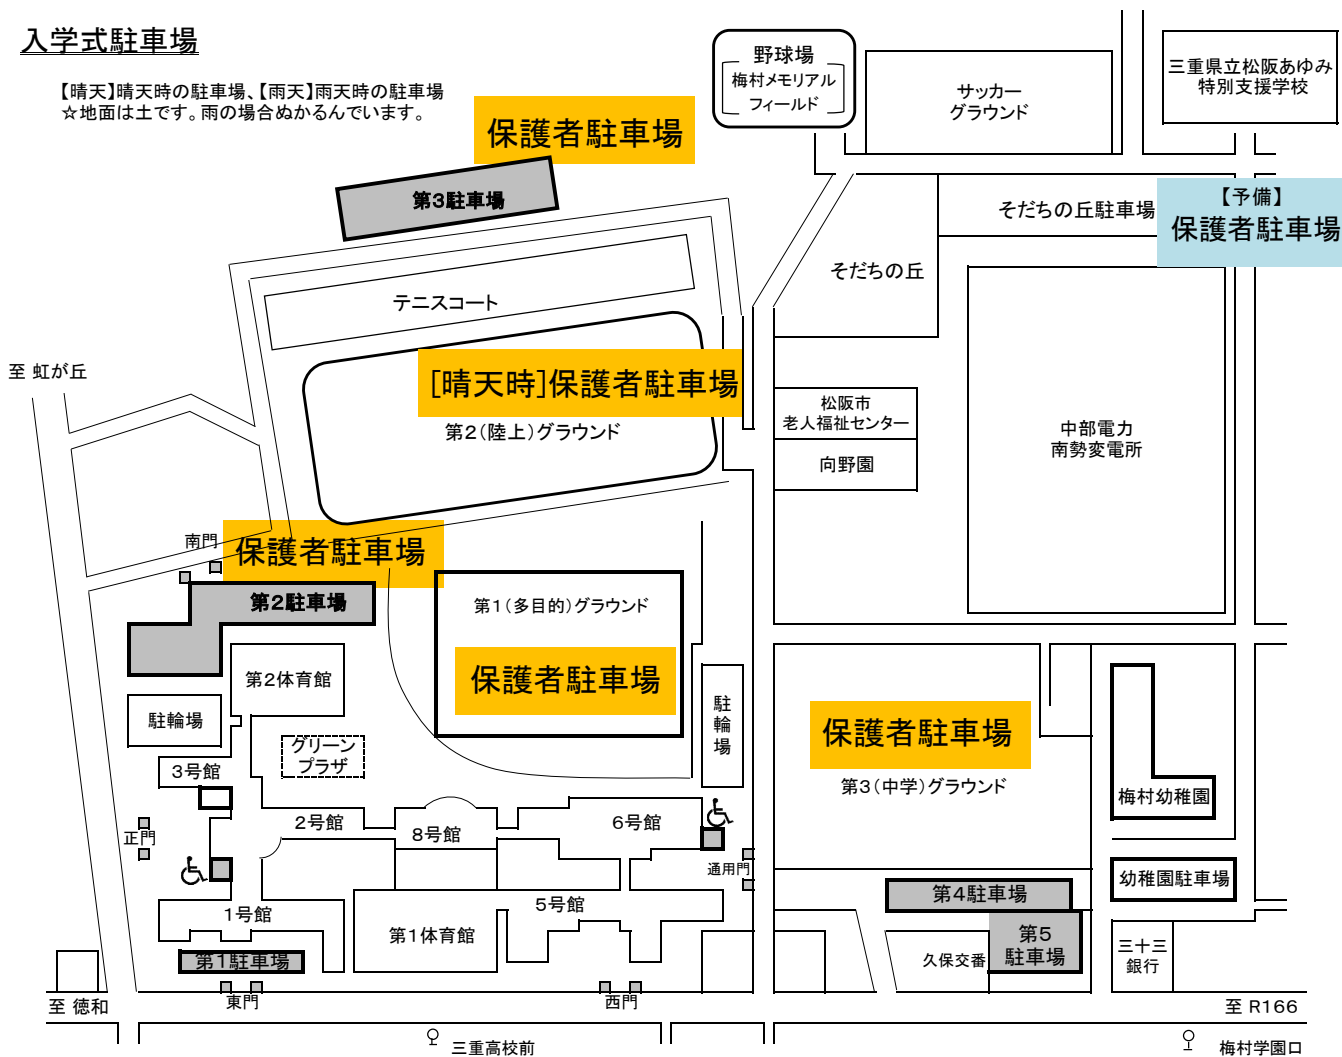 入学式駐車場
【晴天】晴天時の駐車場、【雨天】雨天時の駐車場
☆地面は土です。雨の場合ぬかるんでいます。
野球場
梅村メモリアル
フィールド
サッカー
グラウンド
三重県立松阪あゆみ
特別支援学校
保護者駐車場
第3駐車場
そだちの丘駐車場
【予備】
保護者駐車場
そだちの丘
テニスコート
至 虹が丘
[晴天時]保護者駐車場
第2(陸上)グラウンド
松阪市
老人福祉センター
向野園
中部電力
南勢変電所
南門
保護者駐車場
第2駐車場
第1(多目的)グラウンド
保護者駐車場
第2体育館
駐輪場
駐輪場
グリーン
プラザ
3号館
保護者駐車場
第3(中学)グラウンド
梅村幼稚園
正門
2号館
8号館
6号館
通用門
幼稚園駐車場
第4駐車場
1号館
5号館
第1体育館
第1駐車場
久保交番
第5
駐車場
三十三
銀行
至 徳和
東門
西門
至 R166
三重高校前
梅村学園口